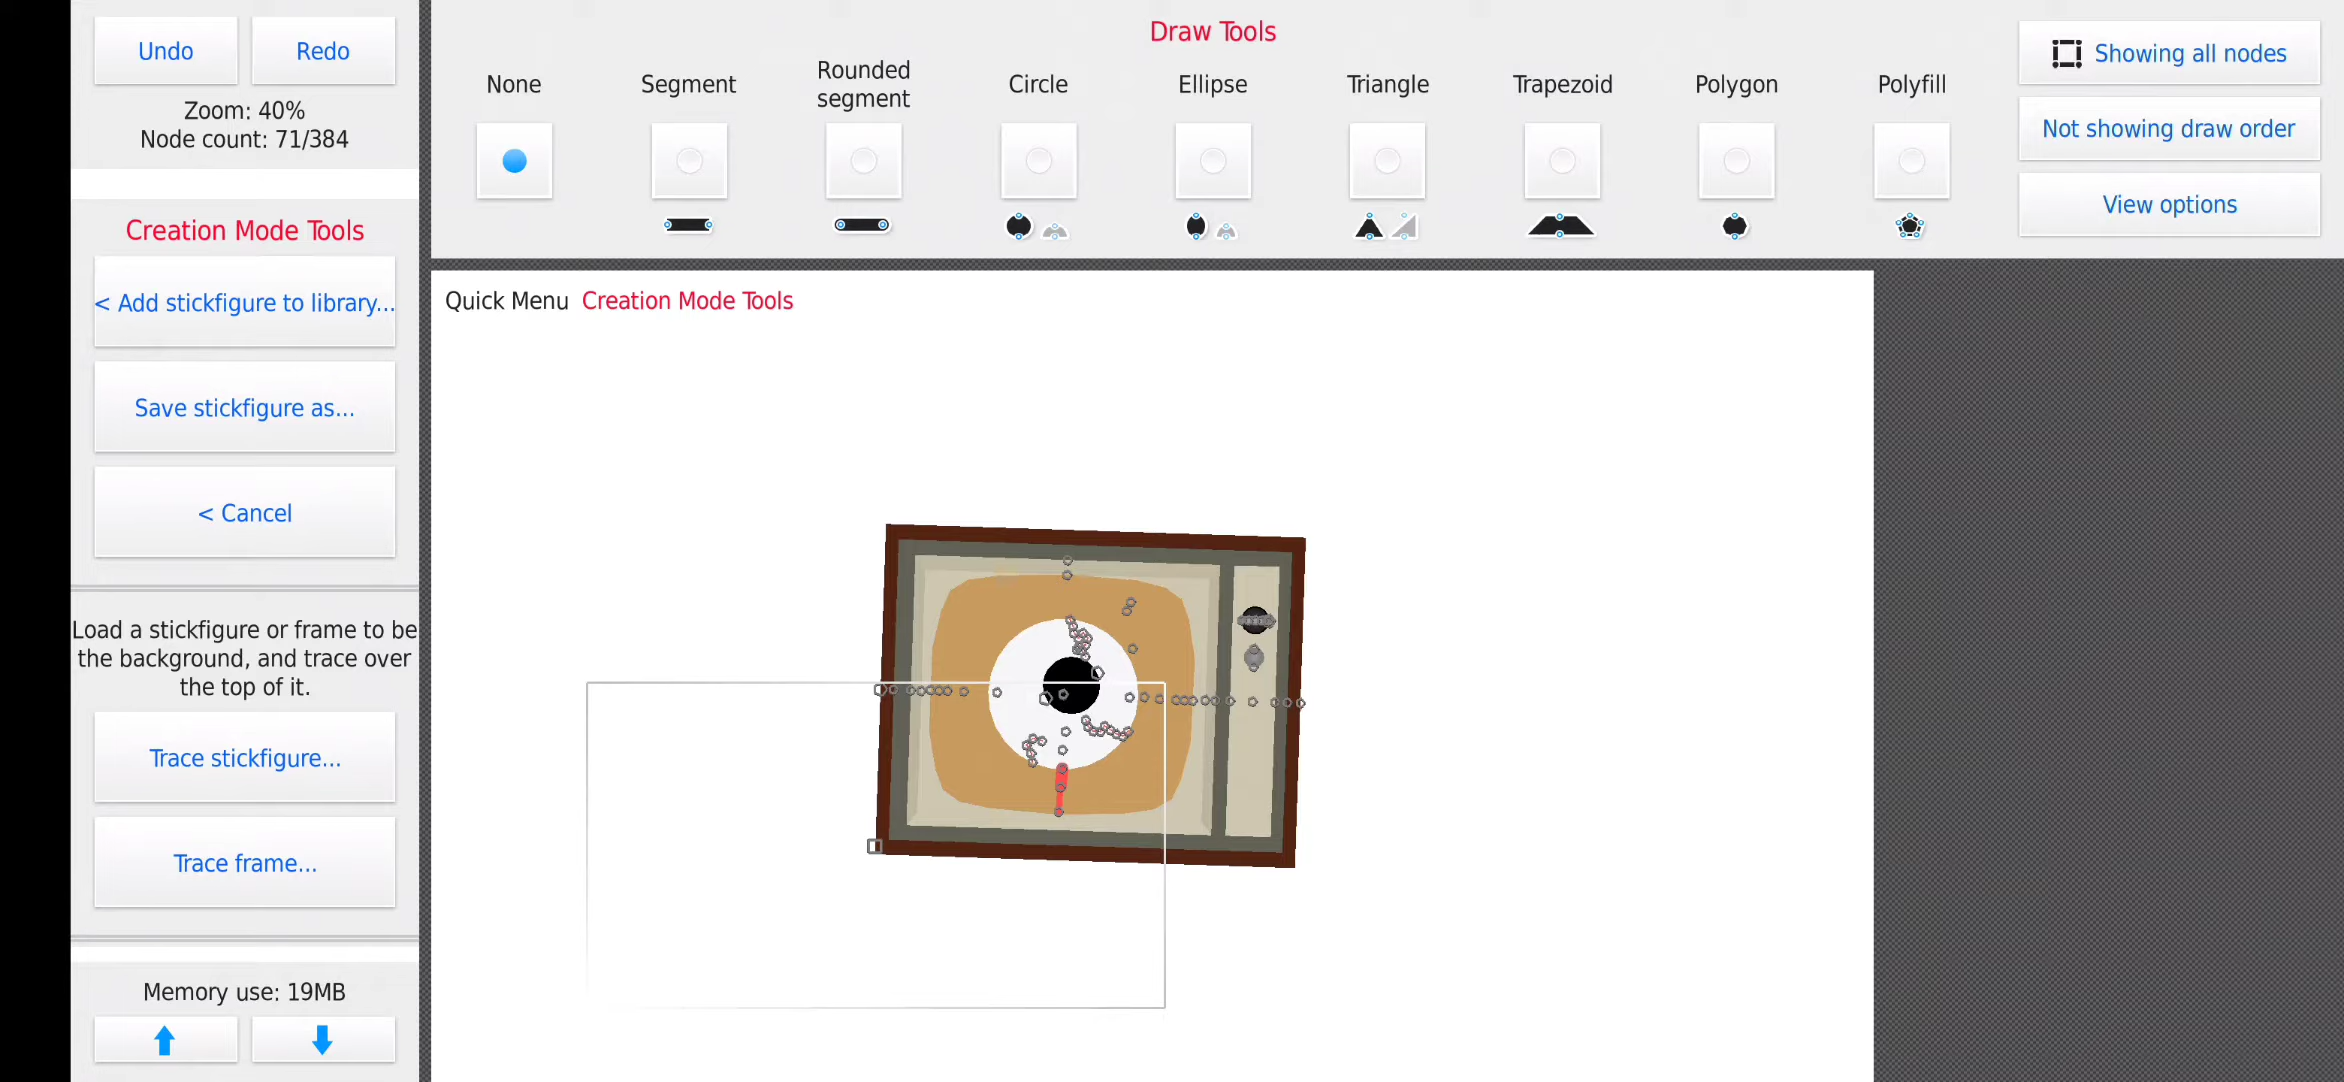 Undo
Redo
Zoom: 40%
Node count: 71/384
Creation Mode Tools
< Add stickfigure to library...
Save stickfigure as...
< Cancel
Load a stickfigure or frame to be
the background, and trace over
the top of it.
Trace stickfigure...
Trace frame...
Memory use: 19MB
Draw Tools
None
Segment
Rounded
segment
Circle
Ellipse
Triangle
Trapezoid
Polygon
Polyfill
Showing all nodes
Not showing draw order
View options
Quick Menu Creation Mode Tools